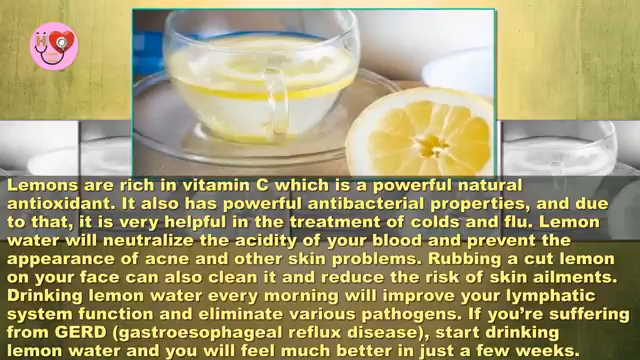 Lemons are rich in vitamin C which is a powerful natural
antioxidant. It also has powerful antibacterial properties, and due
to that, it is very helpful in the treatment of colds and flu. Lemon
water will neutralize the acidity of your blood and prevent the
appearance of acne and other skin problems. Rubbing a cut lemon
on your face can also clean it and reduce the risk of skin ailments.
Drinking lemon water every morning will improve your lymphatic
system function and eliminate various pathogens. If you’re suffering
from GERD (gastroesophageal reflux disease), start drinking
lemon water and you will feel much better in just a few weeks.